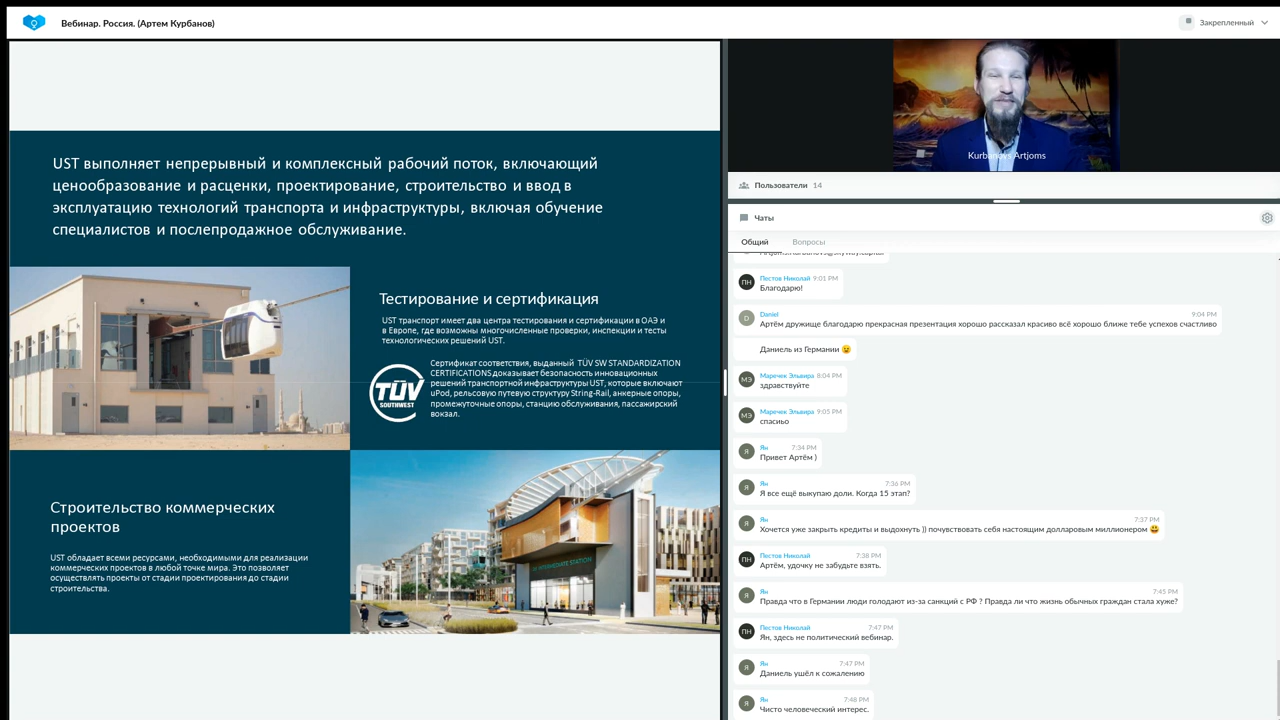 Вебинар. Россия. (Артем Курбанов)
Закрепленный
UST выполняет непрерывный и комплексный рабочий поток, включающий
ценообразование и расценки, проектирование, строительство и ввод в
эксплуатацию технологий транспорта и инфраструктуры, включая обучение
специалистов и послепродажное обслуживание.
Тестирование и сертификация
UST транспорт имеет два центра тестирования и сертификации в ОАЭ и
в Европе, где возможны многочисленные проверки, инспекции и тесты
технологических решений UST.
TÜV
SOUTHWEST
Сертификат соответствия, выданный TÜV SW STANDARDIZATION
CERTIFICATIONS доказывает безопасность инновационных
решений транспортной инфраструктуры UST, которые включают
uPod, рельсовую путевую структуру String-Rail, анкерные опоры,
промежуточные опоры, станцию обслуживания, пассажирский
вокзал.
Строительство коммерческих
проектов
UST обладает всеми ресурсами, необходимыми для реализации
коммерческих проектов в любой точке мира. Это позволяет
осуществлять проекты от стадии проектирования до стадии
строительства.
INTERMEDIATE STATION
Kurbanovs Artjoms
Пользователи 14
Чаты
Общий Вопросы
ПН Пестов Николай 9:01 PM
Благодарю!
D Daniel 9:04 PM
Артём дружище благодарю прекрасная презентация хорошо рассказал красиво всё хорошо ближе тебе успехов счастливо
Даниель из Германии 😉
МЭ Маречек Эльвира 8:04 PM
здравствуйте
МЭ Маречек Эльвира 9:05 PM
спасиьо
Я Ян 7:34 PM
Привет Артём )
Я Ян 7:36 PM
Я все ещё выкупаю доли. Когда 15 этап?
Я Ян 7:37 PM
Хочется уже закрыть кредиты и выдохнуть )) почувствовать себя настоящим долларовым миллионером 😃
ПН Пестов Николай 7:38 PM
Артём, удочку не забудьте взять.
Я Ян 7:45 PM
Правда что в Германии люди голодают из-за санкций с РФ ? Правда ли что жизнь обычных граждан стала хуже?
ПН Пестов Николай 7:47 PM
Ян, здесь не политический вебинар.
Я Ян 7:47 PM
Даниель ушёл к сожалению
Я Ян 7:48 PM
Чисто человеческий интерес.